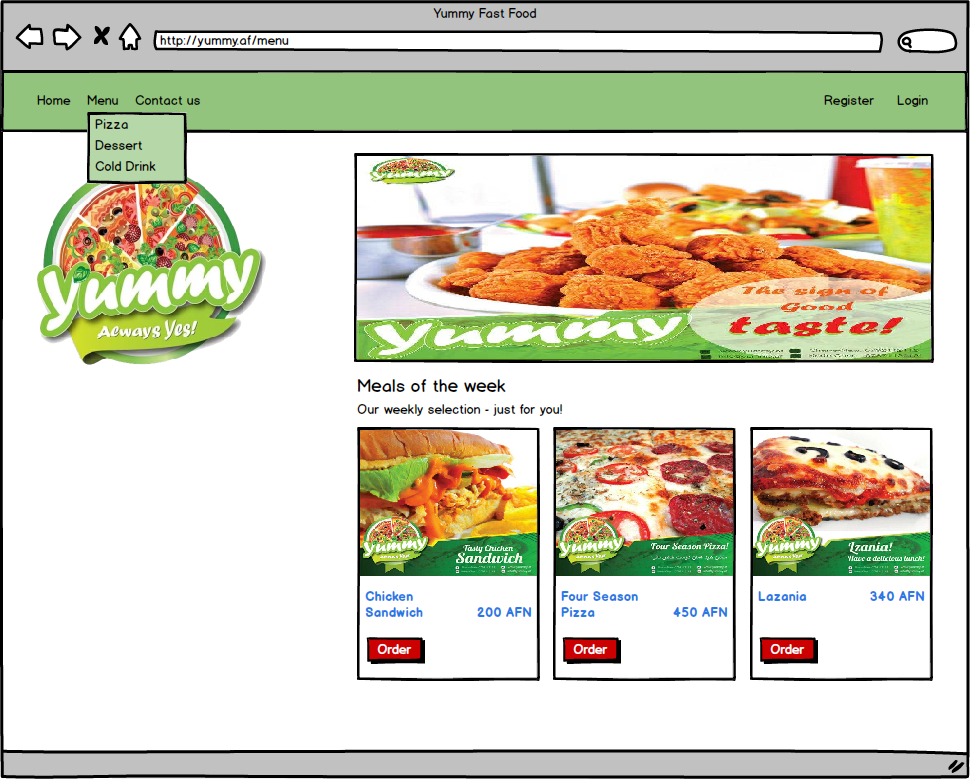 Yummy Fast Food
http://yummy.af/menu
Home Menu Contact us Register Login
Pizza
Dessert
Cold Drink
Yummy
Always Yes!
Yummy
The sign of
Good
taste!
Yummy
Meals of the week
Our weekly selection - just for you!
Yummy
Tasty Chicken
Sandwich
Yummy
Four Season Pizza!
Yummy
Lzania!
Have a delicious lunch!
Chicken
Sandwich 200 AFN
Order
Four Season
Pizza 450 AFN
Order
Lazania 340 AFN
Order